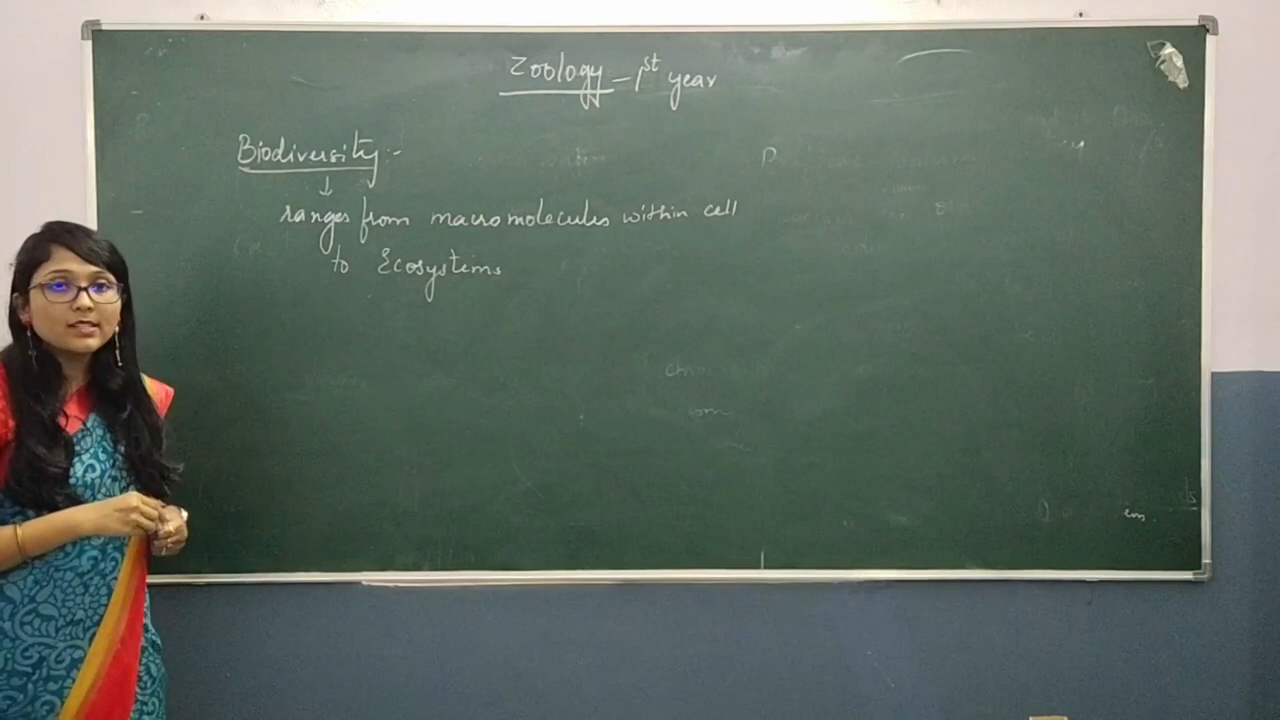 Zoology - 1st year
Biodiversity :-
↓
ranges from macromolecules within cell
to Ecosystems